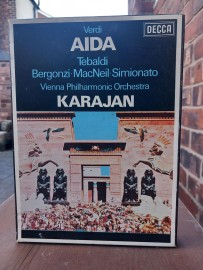 Verdi
DECCA
AIDA
Tebaldi
Bergonzi·MacNeil Simionato
Vienna Philharmonic Orchestra
KARAJAN